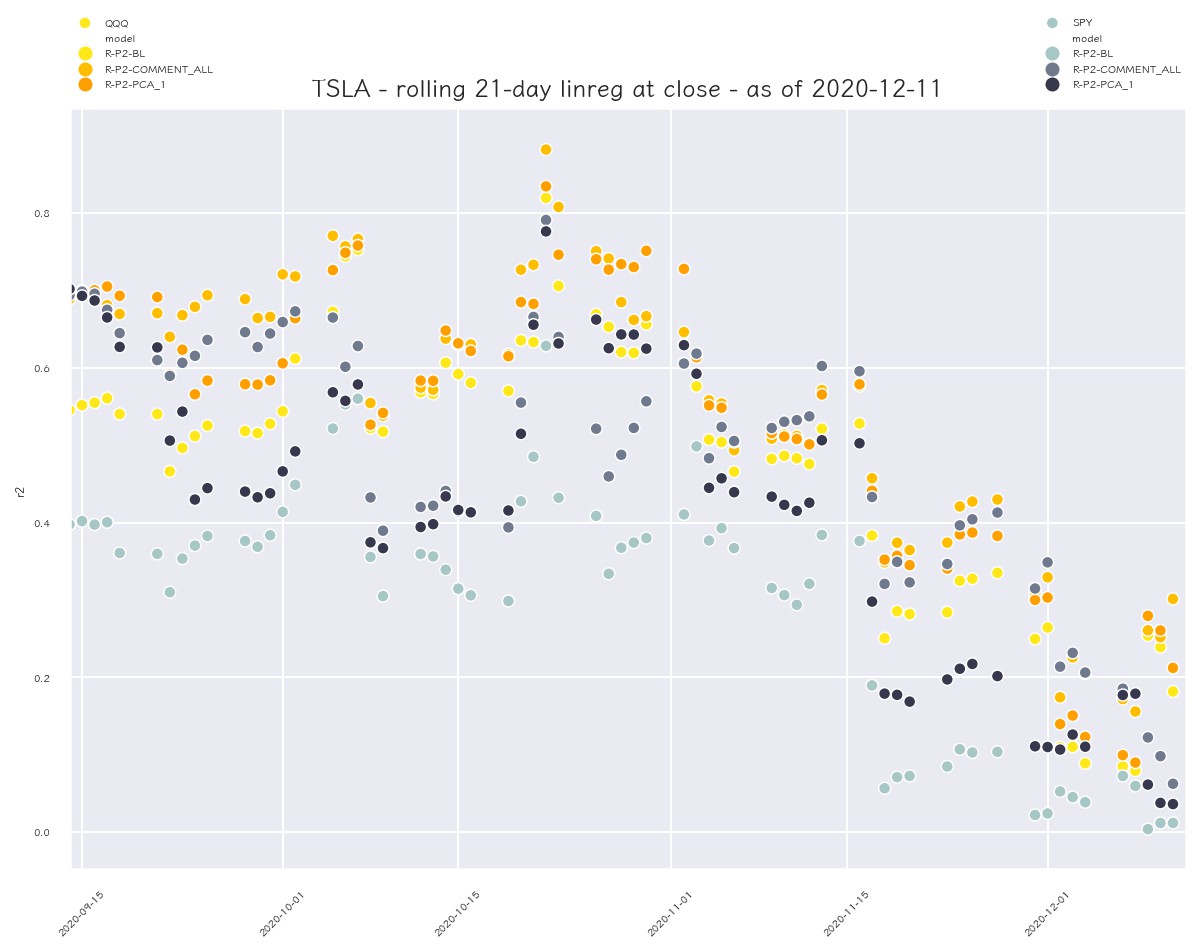 QQQ
model
R-P2-BL
R-P2-COMMENT_ALL
R-P2-PCA_1
SPY
model
R-P2-BL
R-P2-COMMENT_ALL
R-P2-PCA_1
TSLA - rolling 21-day linreg at close - as of 2020-12-11
0.8
0.6
0.4
0.2
0.0
r2
2020-09-15
2020-10-01
2020-10-15
2020-11-01
2020-11-15
2020-12-01